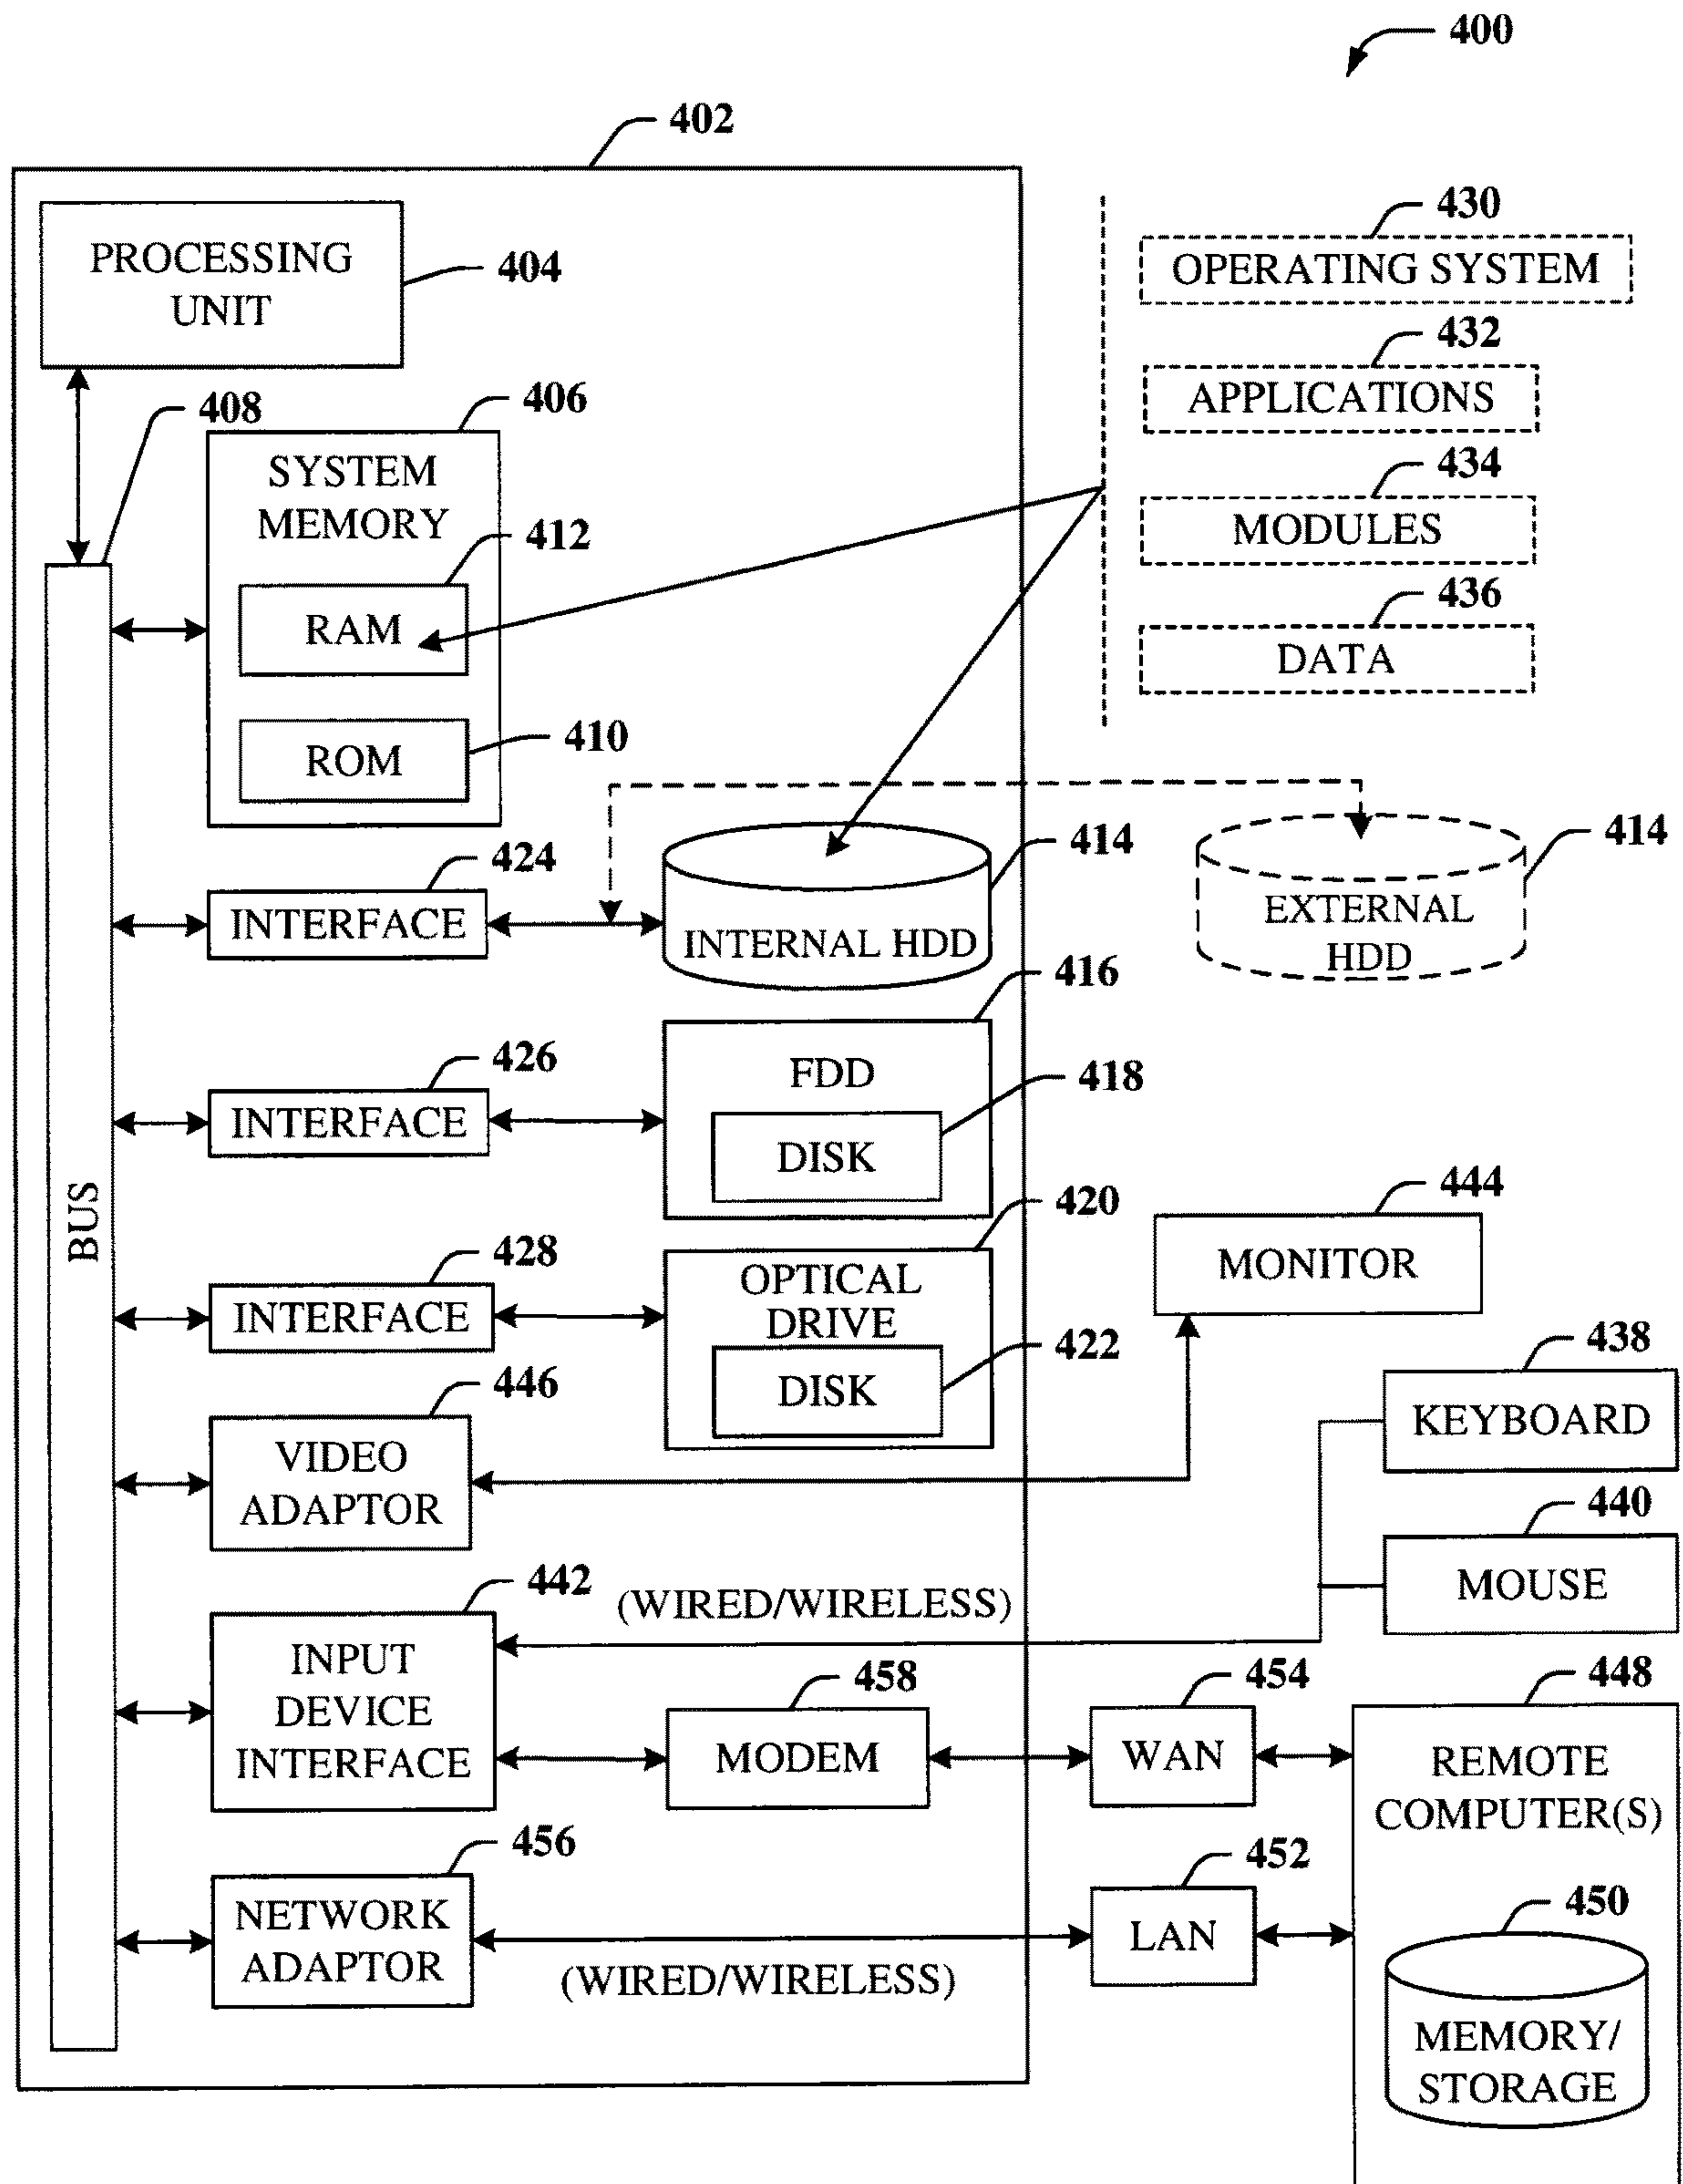 400
402
PROCESSING
UNIT
404
430
OPERATING SYSTEM
432
APPLICATIONS
434
MODULES
436
DATA
408
406
SYSTEM
MEMORY
412
RAM
410
ROM
BUS
424
INTERFACE
414
INTERNAL HDD
414
EXTERNAL
HDD
426
INTERFACE
416
FDD
418
DISK
428
INTERFACE
420
OPTICAL
DRIVE
422
DISK
444
MONITOR
446
VIDEO
ADAPTOR
438
KEYBOARD
440
MOUSE
442
INPUT
DEVICE
INTERFACE
(WIRED/WIRELESS)
458
MODEM
454
WAN
448
REMOTE
COMPUTER(S)
456
NETWORK
ADAPTOR
(WIRED/WIRELESS)
452
LAN
450
MEMORY/
STORAGE